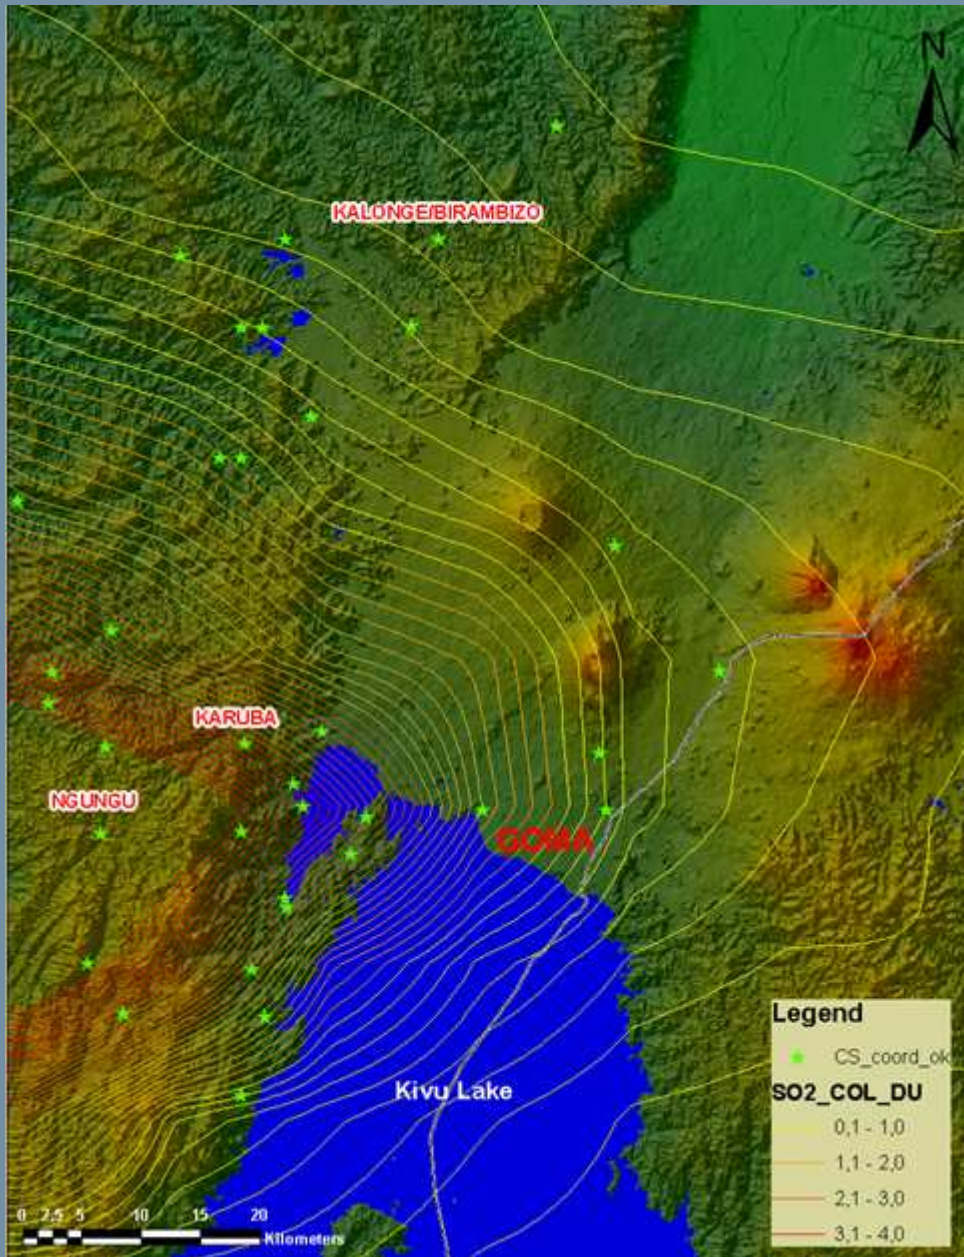 N
KALONGE/BIRAMBIZO
KARUBA
NGUNGU
GOMA
Kivu Lake
Legend
CS_coord_ok
SO2_COL_DU
0,1 - 1,0
1,1 - 2,0
2,1 - 3,0
3,1 - 4,0
0 2,5 5 10 15 20
Kilometers